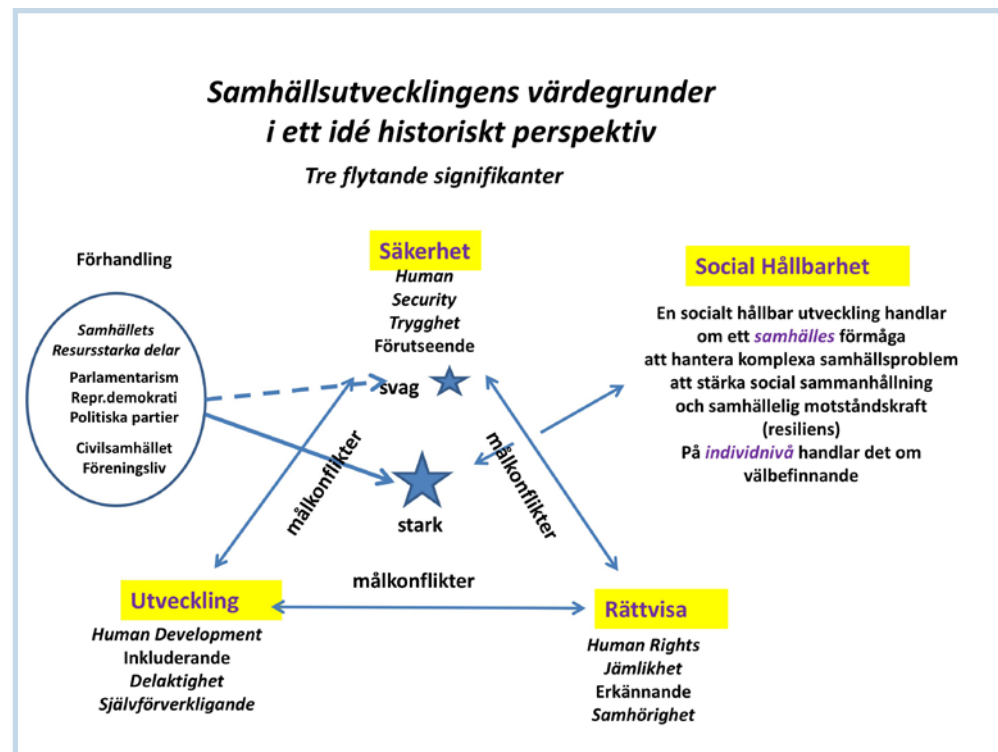 Samhällsutvecklingens värdegrunder
i ett idé historiskt perspektiv
Tre flytande signifikanter
Förhandling
Samhällets
Resursstarka delar
Parlamentarism
Repr.demokrati
Politiska partier
Civilsamhället
Föreningsliv
Säkerhet
Human
Security
Trygghet
Förutseende
svag
stark
målkonflikter
målkonflikter
målkonflikter
Social Hållbarhet
En socialt hållbar utveckling handlar
om ett samhälles förmåga
att hantera komplexa samhällsproblem
att stärka social sammanhållning
och samhällelig motståndskraft
(resiliens)
På individnivå handlar det om
välbefinnande
Utveckling
Human Development
Inkluderande
Delaktighet
Självförverkligande
Rättvisa
Human Rights
Jämlikhet
Erkännande
Samhörighet